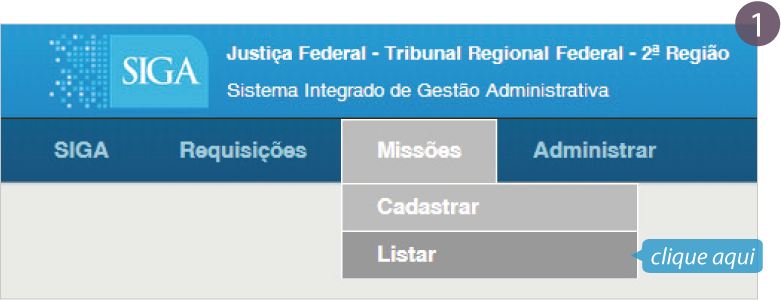 1
SIGA
Justiça Federal - Tribunal Regional Federal - 2ª Região
Sistema Integrado de Gestão Administrativa
SIGA Requisições Missões Administrar
Cadastrar
Listar
clique aqui